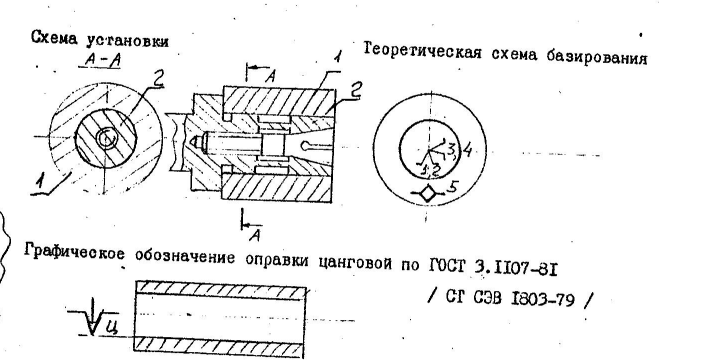 Схема установки
А-А
Теоретическая схема базирования
А
1
2
2
1
А
1 2 3 4
5
Графическое обозначение оправки цанговой по ГОСТ 3.1107-81
/ СТ СЭВ 1803-79 /
Ц